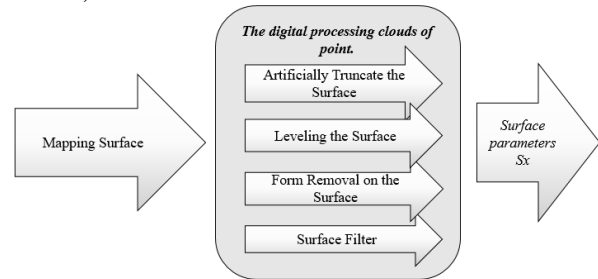 The digital processing clouds of
point.
Artificially Truncate the
Surface
Mapping Surface
Leveling the Surface
Form Removal on the
Surface
Surface Filter
Surface
parameters
Sx